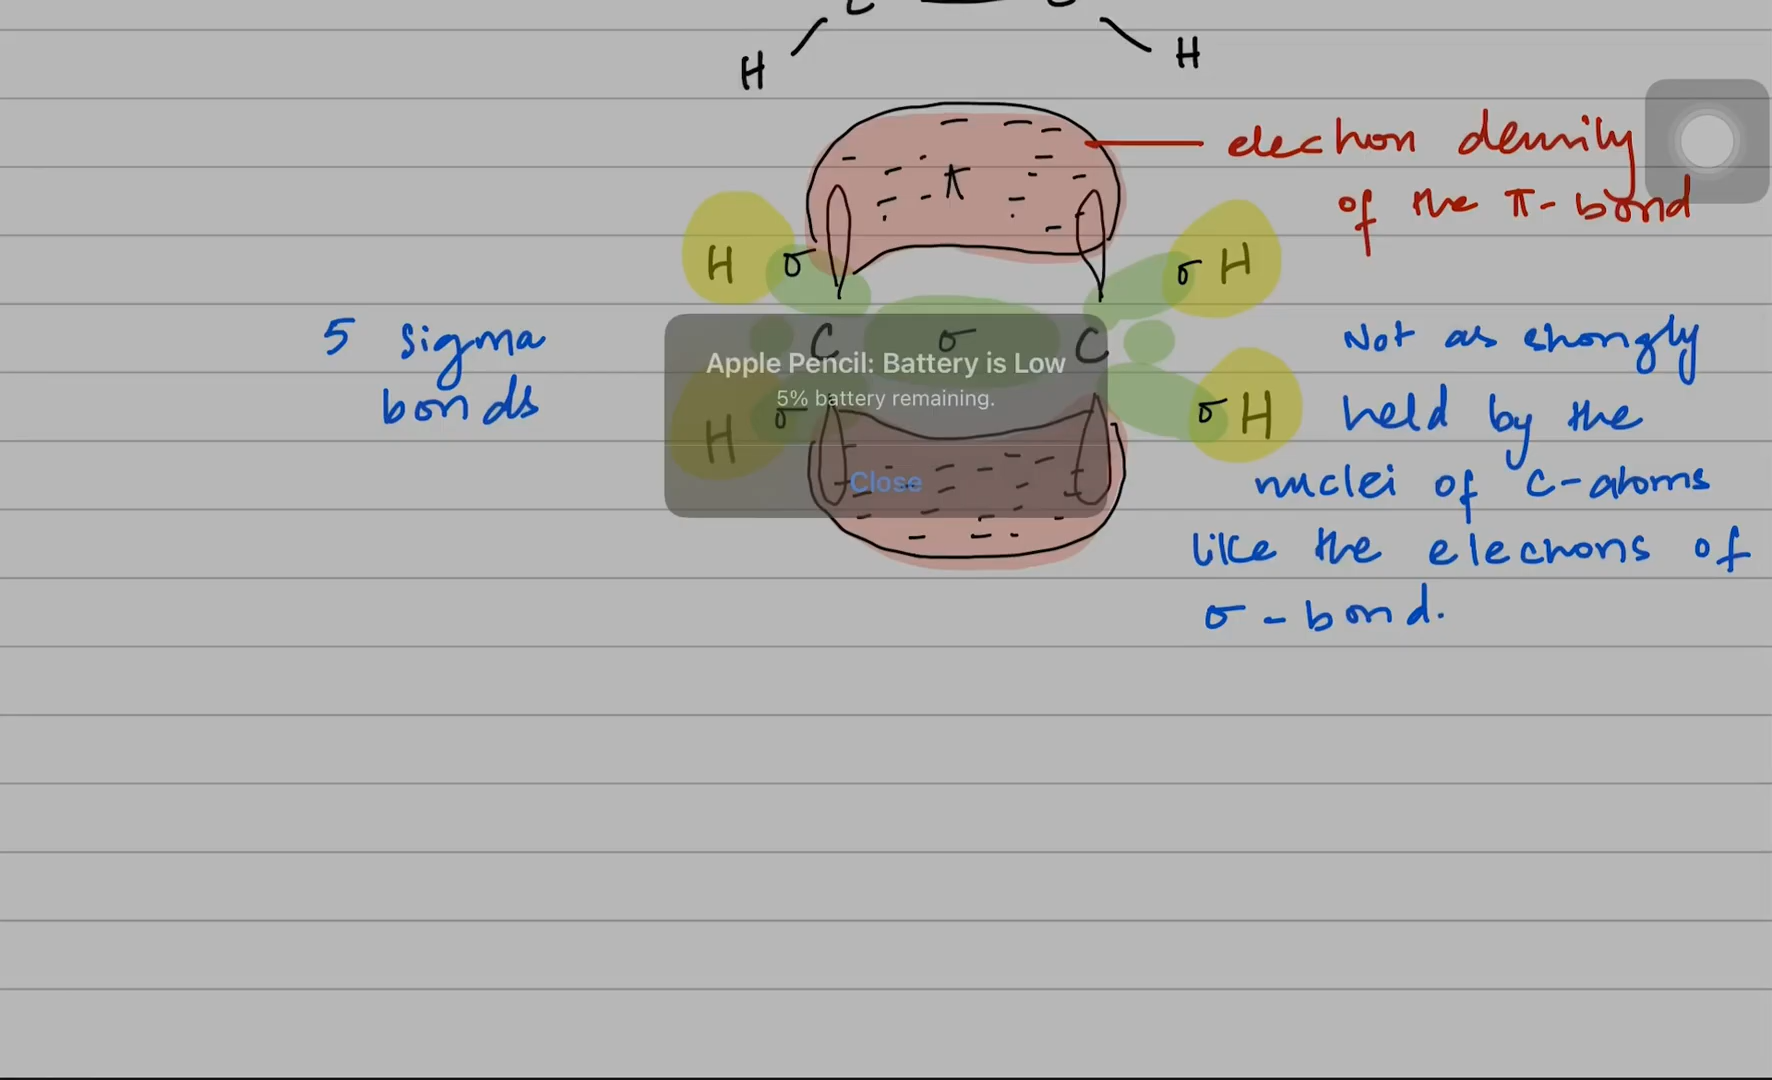 C C
H H
electron density
of the π-bond
π
H σ σ H
5 sigma
bonds
C σ C
H σ σ H
Apple Pencil: Battery is Low
5% battery remaining.
Close
Not as strongly
held by the
nuclei of C-atoms
like the electrons of
σ-bond.